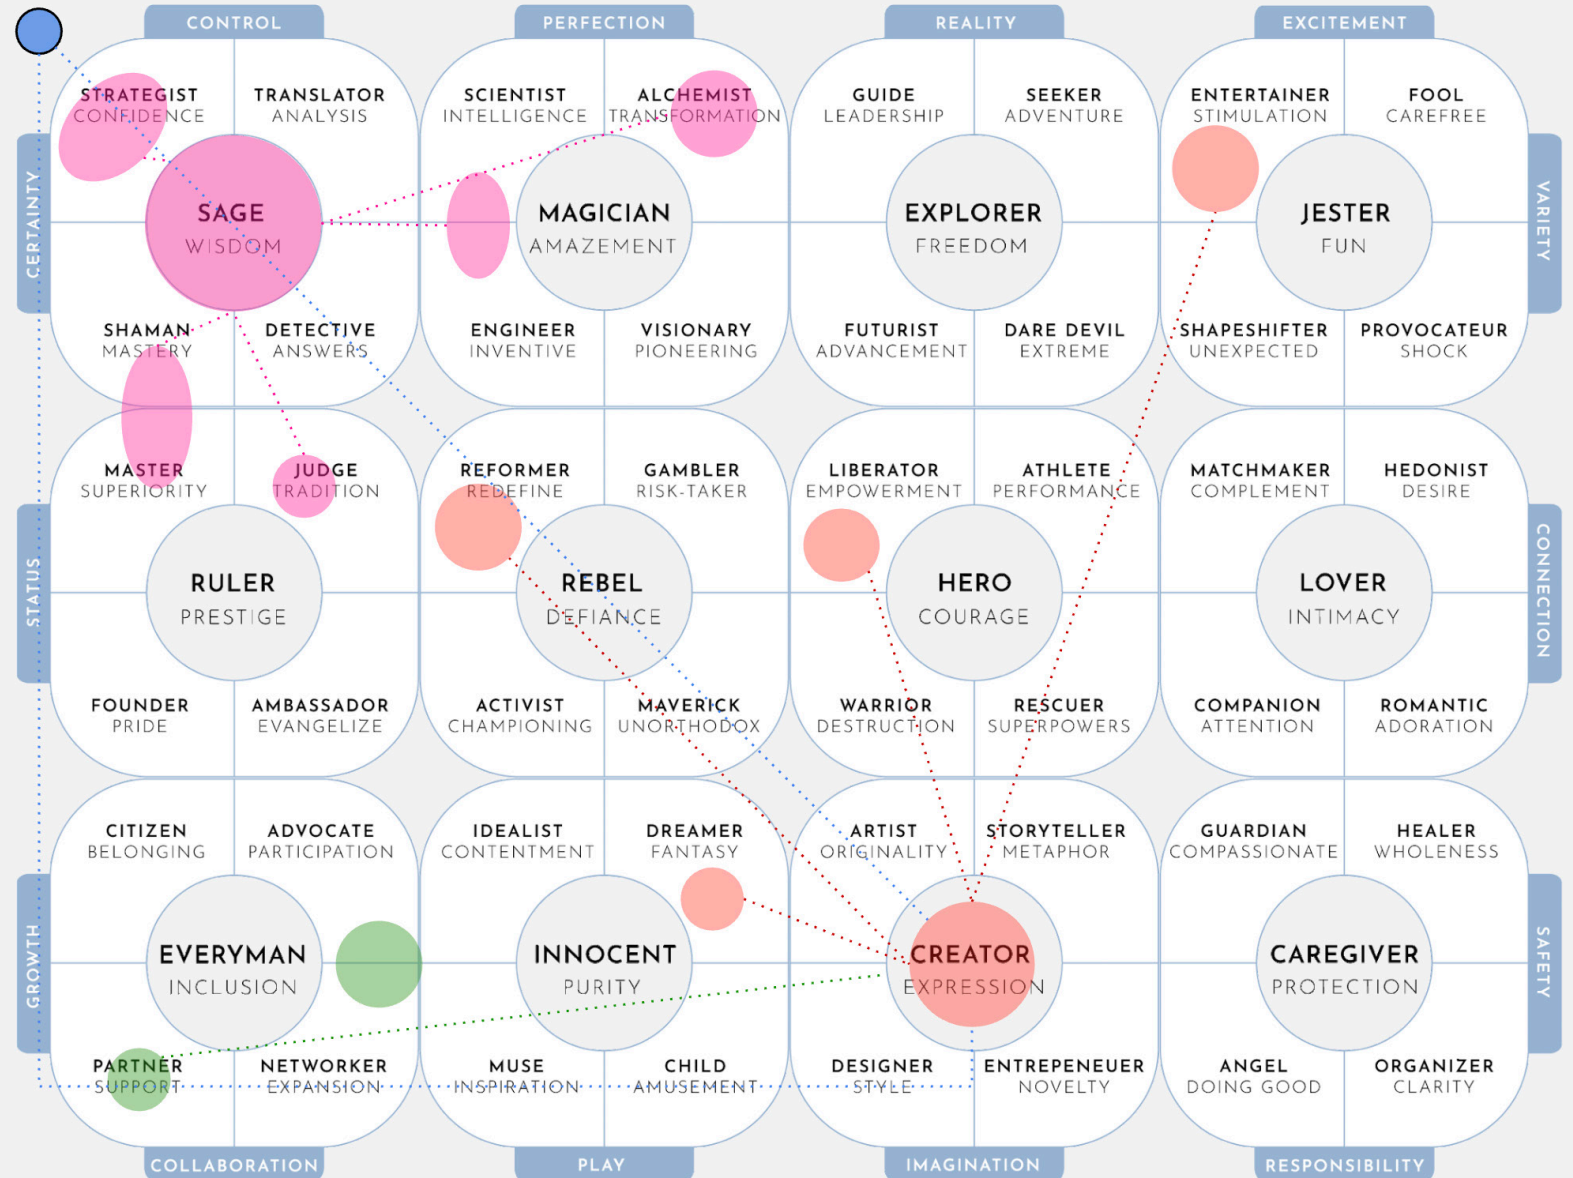 CONTROL
PERFECTION
REALITY
EXCITEMENT
STRATEGIST
CONFIDENCE
TRANSLATOR
ANALYSIS
SCIENTIST
INTELLIGENCE
ALCHEMIST
TRANSFORMATION
GUIDE
LEADERSHIP
SEEKER
ADVENTURE
ENTERTAINER
STIMULATION
FOOL
CAREFREE
CERTAINTY
SAGE
WISDOM
MAGICIAN
AMAZEMENT
EXPLORER
FREEDOM
JESTER
FUN
VARIETY
SHAMAN
MASTERY
DETECTIVE
ANSWERS
ENGINEER
INVENTIVE
VISIONARY
PIONEERING
FUTURIST
ADVANCEMENT
DARE DEVIL
EXTREME
SHAPESHIFTER
UNEXPECTED
PROVOCATEUR
SHOCK
MASTER
SUPERIORITY
JUDGE
TRADITION
REFORMER
REDEFINE
GAMBLER
RISK-TAKER
LIBERATOR
EMPOWERMENT
ATHLETE
PERFORMANCE
MATCHMAKER
COMPLEMENT
HEDONIST
DESIRE
STATUS
RULER
PRESTIGE
REBEL
DEFIANCE
HERO
COURAGE
LOVER
INTIMACY
CONNECTION
FOUNDER
PRIDE
AMBASSADOR
EVANGELIZE
ACTIVIST
CHAMPIONING
MAVERICK
UNORTHODOX
WARRIOR
DESTRUCTION
RESCUER
SUPERPOWERS
COMPANION
ATTENTION
ROMANTIC
ADORATION
CITIZEN
BELONGING
ADVOCATE
PARTICIPATION
IDEALIST
CONTENTMENT
DREAMER
FANTASY
ARTIST
ORIGINALITY
STORYTELLER
METAPHOR
GUARDIAN
COMPASSIONATE
HEALER
WHOLENESS
GROWTH
EVERYMAN
INCLUSION
INNOCENT
PURITY
CREATOR
EXPRESSION
CAREGIVER
PROTECTION
SAFETY
PARTNER
SUPPORT
NETWORKER
EXPANSION
MUSE
INSPIRATION
CHILD
AMUSEMENT
DESIGNER
STYLE
ENTREPENEUER
NOVELTY
ANGEL
DOING GOOD
ORGANIZER
CLARITY
COLLABORATION
PLAY
IMAGINATION
RESPONSIBILITY